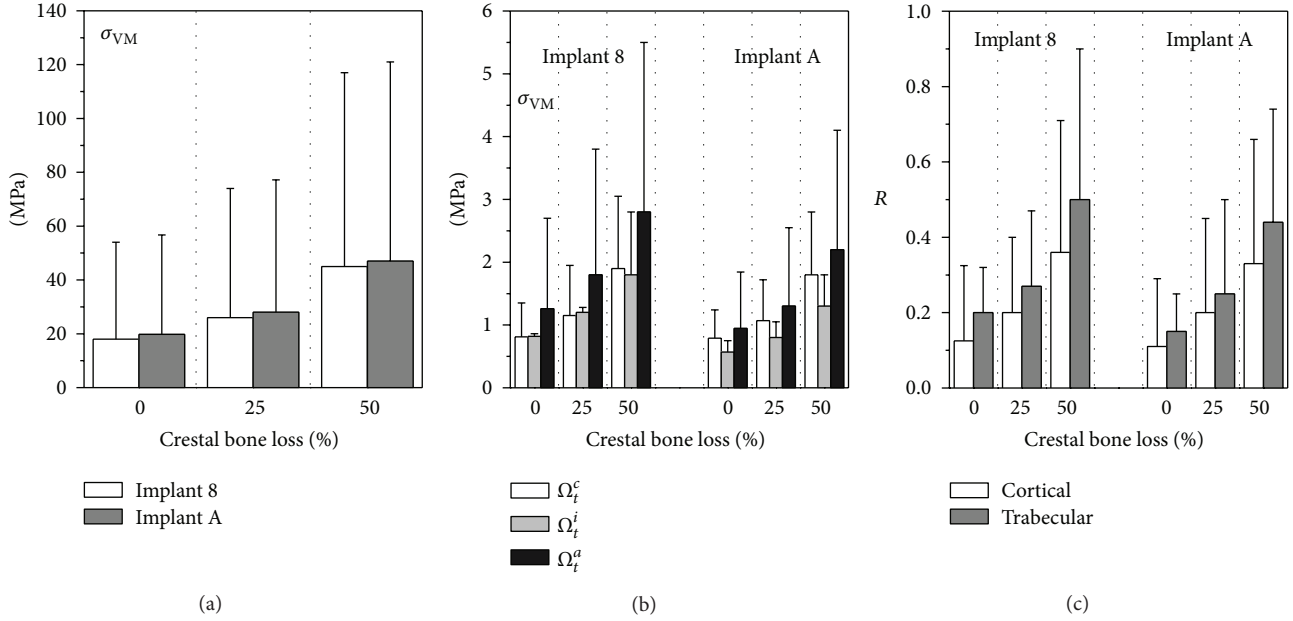 140
120
100
80
60
40
20
0
(MPa)
σVM
0 25 50
Crestal bone loss (%)
Implant 8
Implant A
(a)
6
5
4
3
2
1
0
(MPa)
Implant 8 Implant A
σVM
0 25 50 0 25 50
Crestal bone loss (%)
Ω_t^c
Ω_t^i
Ω_t^a
(b)
1.0
0.8
0.6
0.4
0.2
0.0
R
Implant 8 Implant A
0 25 50 0 25 50
Crestal bone loss (%)
Cortical
Trabecular
(c)